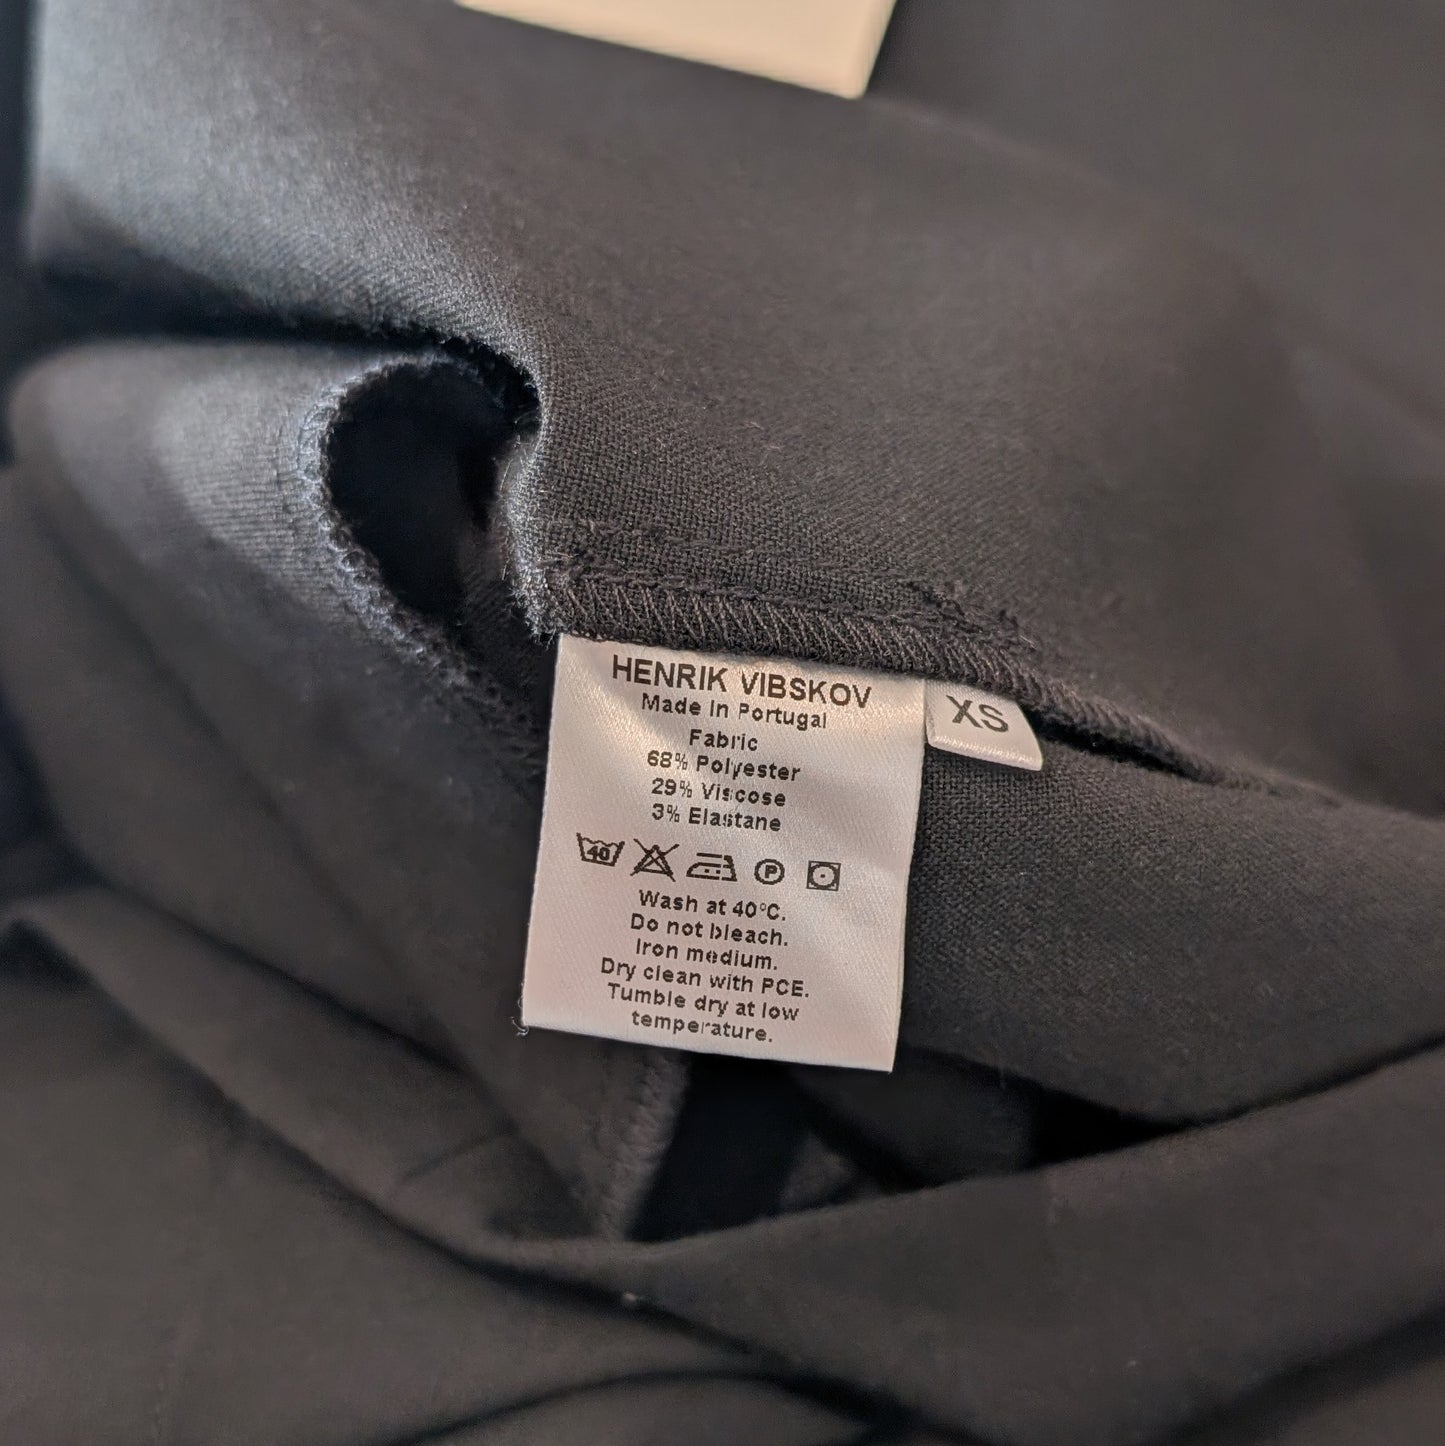 HENRIK VIBSKOV
Made In Portugal
Fabric
68% Polyester
29% Viscose
3% Elastane
40 P
Wash at 40°C.
Do not bleach.
Iron medium.
Dry clean with PCE.
Tumble dry at low
temperature.
XS